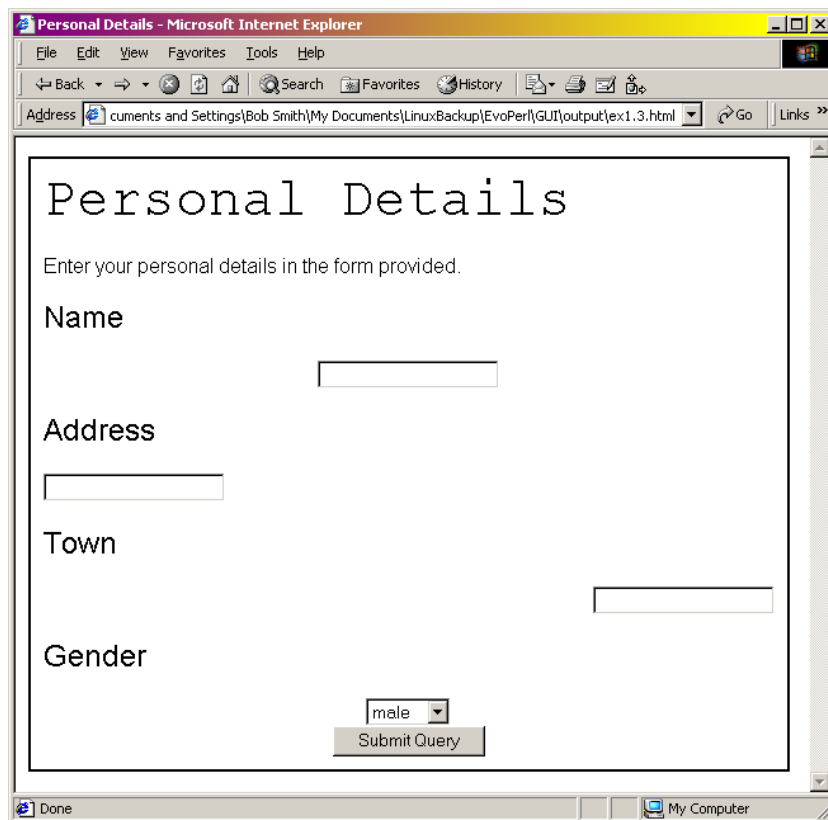 Personal Details - Microsoft Internet Explorer
File Edit View Favorites Tools Help
Back Search Favorites History
Address cuments and Settings\Bob Smith\My Documents\LinuxBackup\EvoPerl\GUI\output\ex1.3.html Go Links »
Personal Details
Enter your personal details in the form provided.
Name
Address
Town
Gender
male
Submit Query
Done My Computer